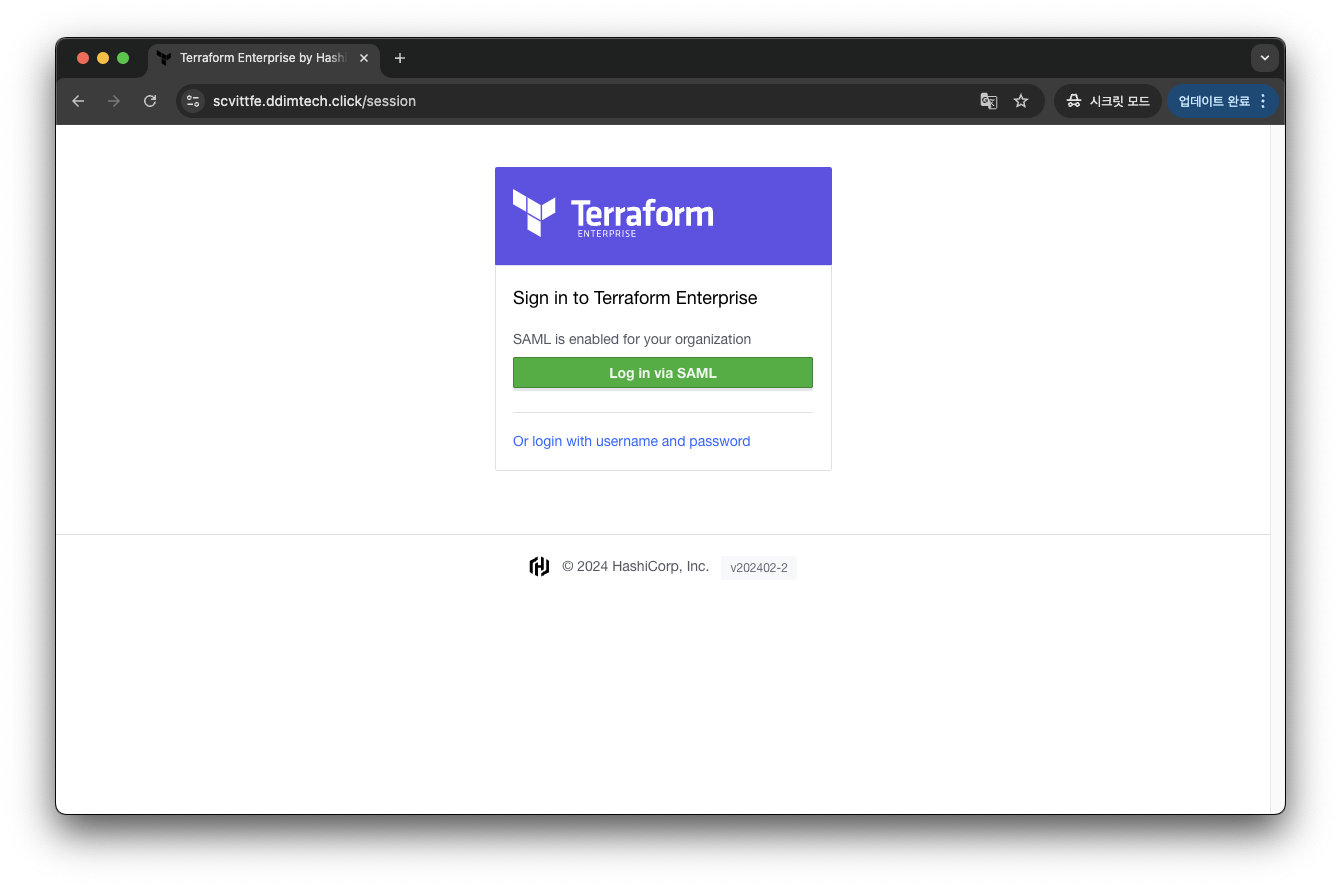 Terraform Enterprise by Hashi
scvittfe.ddimtech.click/session
시크릿 모드
업데이트 완료
Terraform
ENTERPRISE
Sign in to Terraform Enterprise
SAML is enabled for your organization
Log in via SAML
Or login with username and password
© 2024 HashiCorp, Inc. v202402-2